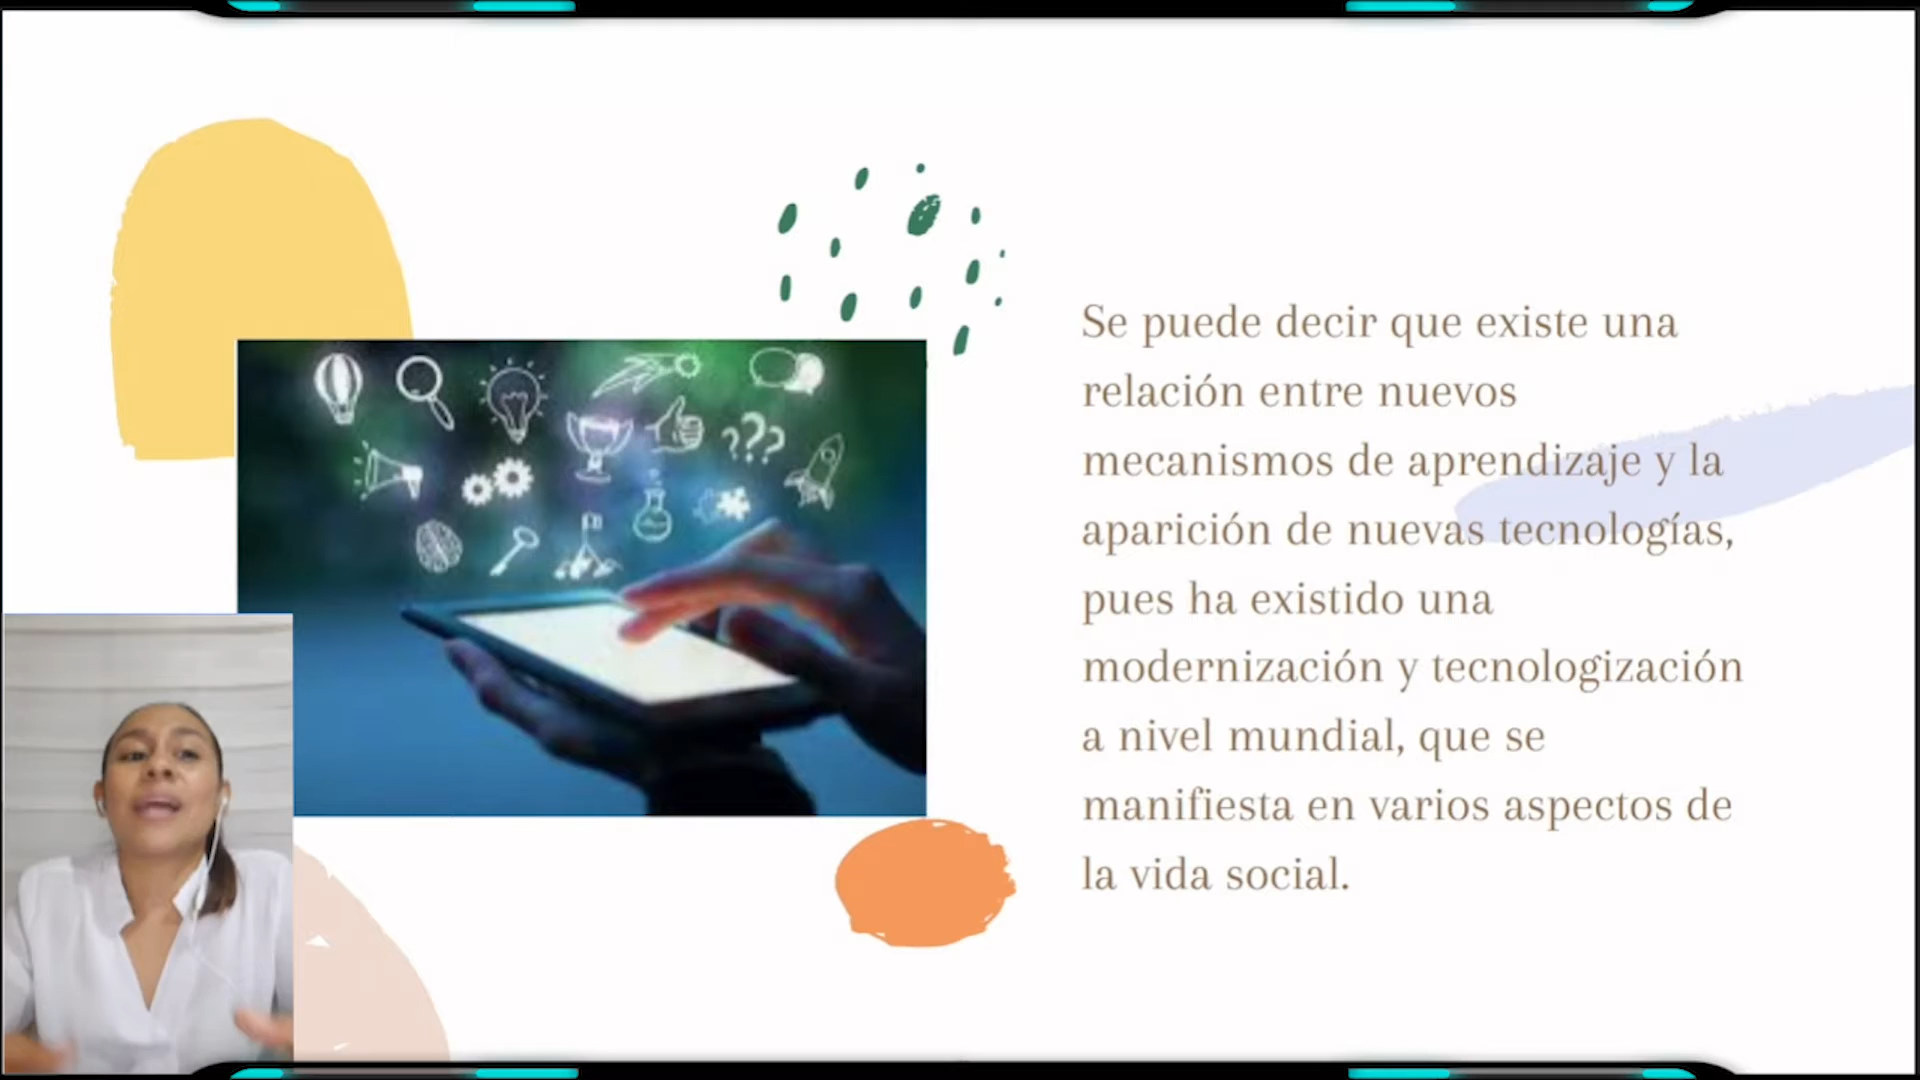 Se puede decir que existe una
relación entre nuevos
mecanismos de aprendizaje y la
aparición de nuevas tecnologías,
pues ha existido una
modernización y tecnologización
a nivel mundial, que se
manifiesta en varios aspectos de
la vida social.
???